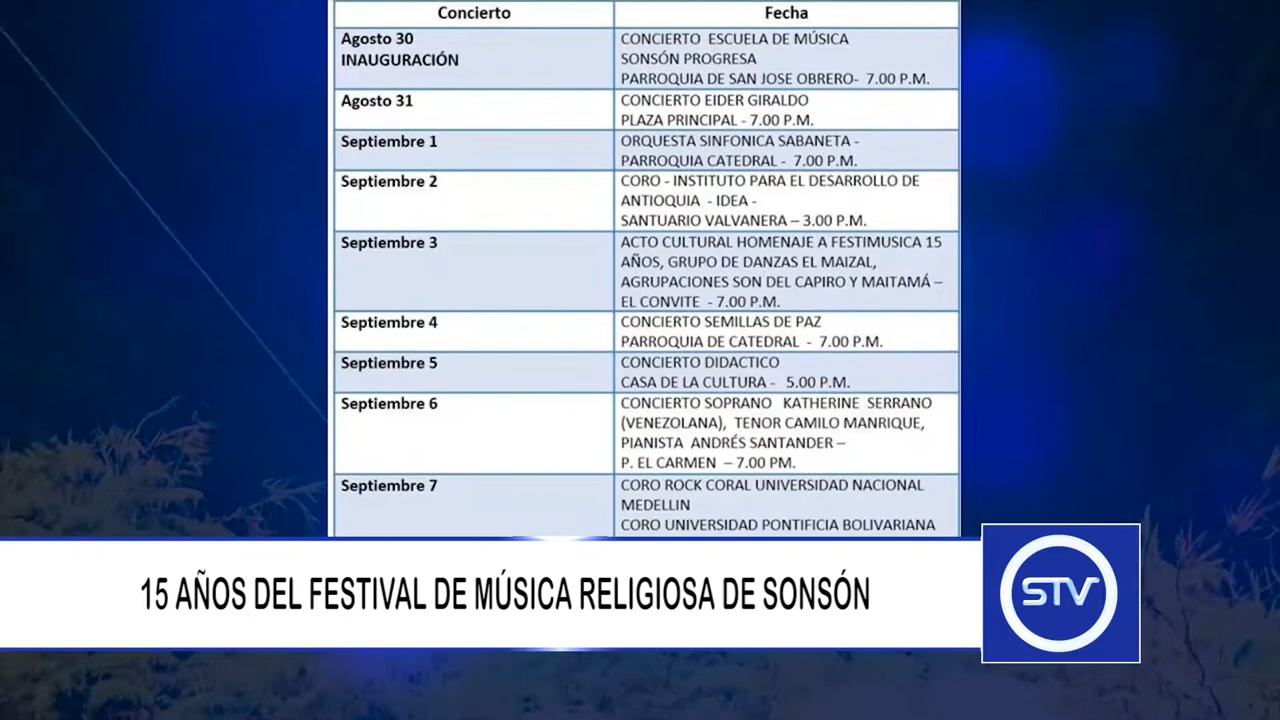 Concierto
Fecha
Agosto 30
INAUGURACIÓN
CONCIERTO ESCUELA DE MÚSICA
SONSÓN PROGRESA
PARROQUIA DE SAN JOSE OBRERO- 7.00 P.M.
Agosto 31
CONCIERTO EIDER GIRALDO
PLAZA PRINCIPAL - 7.00 P.M.
Septiembre 1
ORQUESTA SINFONICA SABANETA -
PARROQUIA CATEDRAL - 7.00 P.M.
Septiembre 2
CORO - INSTITUTO PARA EL DESARROLLO DE
ANTIOQUIA - IDEA -
SANTUARIO VALVANERA – 3.00 P.M.
Septiembre 3
ACTO CULTURAL HOMENAJE A FESTIMUSICA 15
AÑOS, GRUPO DE DANZAS EL MAIZAL,
AGRUPACIONES SON DEL CAPIRO Y MAITAMÁ –
EL CONVITE - 7.00 P.M.
Septiembre 4
CONCIERTO SEMILLAS DE PAZ
PARROQUIA DE CATEDRAL - 7.00 P.M.
Septiembre 5
CONCIERTO DIDACTICO
CASA DE LA CULTURA - 5.00 P.M.
Septiembre 6
CONCIERTO SOPRANO KATHERINE SERRANO
(VENEZOLANA), TENOR CAMILO MANRIQUE,
PIANISTA ANDRÉS SANTANDER –
P. EL CARMEN – 7.00 PM.
Septiembre 7
CORO ROCK CORAL UNIVERSIDAD NACIONAL
MEDELLIN
CORO UNIVERSIDAD PONTIFICIA BOLIVARIANA
15 AÑOS DEL FESTIVAL DE MÚSICA RELIGIOSA DE SONSÓN
STV